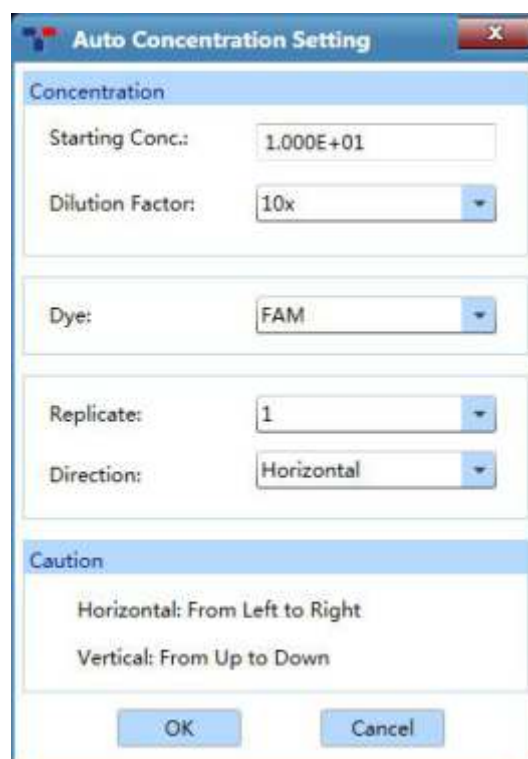 Auto Concentration Setting
Concentration
Starting Conc.: 1.000E+01
Dilution Factor: 10x
Dye: FAM
Replicate: 1
Direction: Horizontal
Caution
Horizontal: From Left to Right
Vertical: From Up to Down
OK Cancel